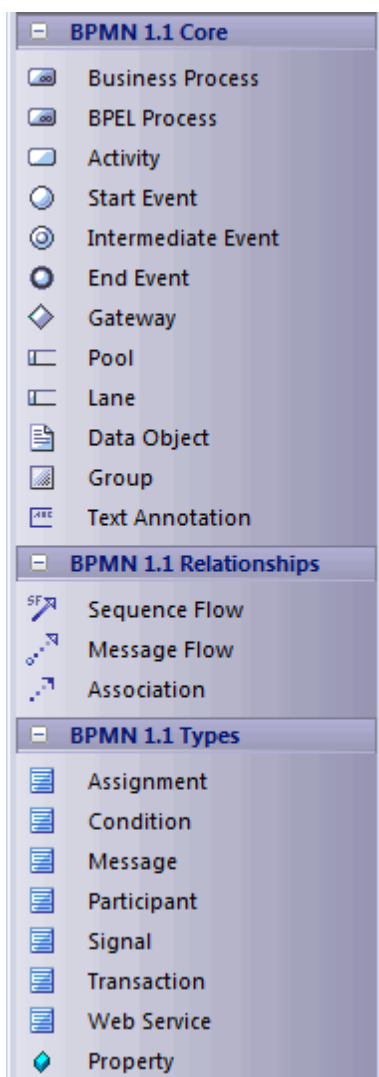 BPMN 1.1 Core
Business Process
BPEL Process
Activity
Start Event
Intermediate Event
End Event
Gateway
Pool
Lane
Data Object
Group
Text Annotation
BPMN 1.1 Relationships
SF Sequence Flow
Message Flow
Association
BPMN 1.1 Types
Assignment
Condition
Message
Participant
Signal
Transaction
Web Service
Property